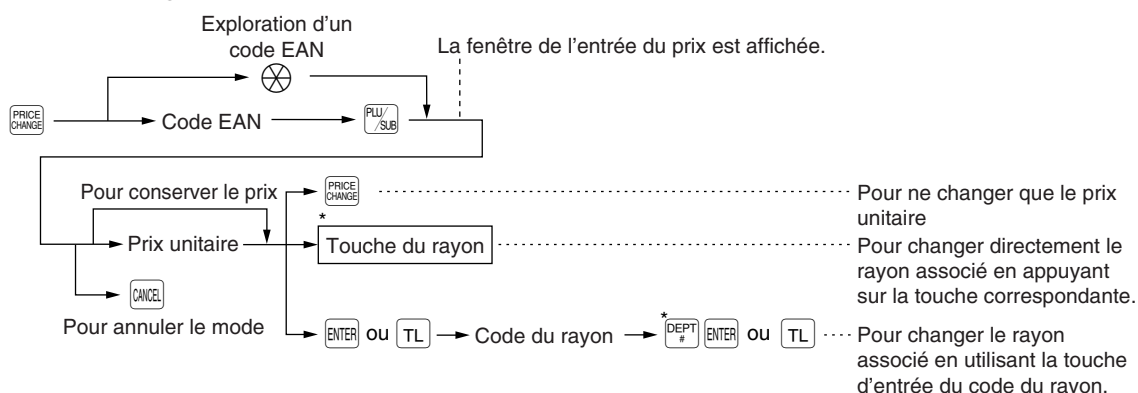 Exploration d'un
code EAN
La fenêtre de l'entrée du prix est affichée.
PRICE CHANGE
Code EAN
PLU/SUB
Pour conserver le prix
PRICE CHANGE
Pour ne changer que le prix
unitaire
*
Prix unitaire
Touche du rayon
Pour changer directement le
rayon associé en appuyant
sur la touche correspondante.
CANCEL
Pour annuler le mode
ENTER ou TL Code du rayon * DEPT # ENTER ou TL
Pour changer le rayon
associé en utilisant la touche
d'entrée du code du rayon.